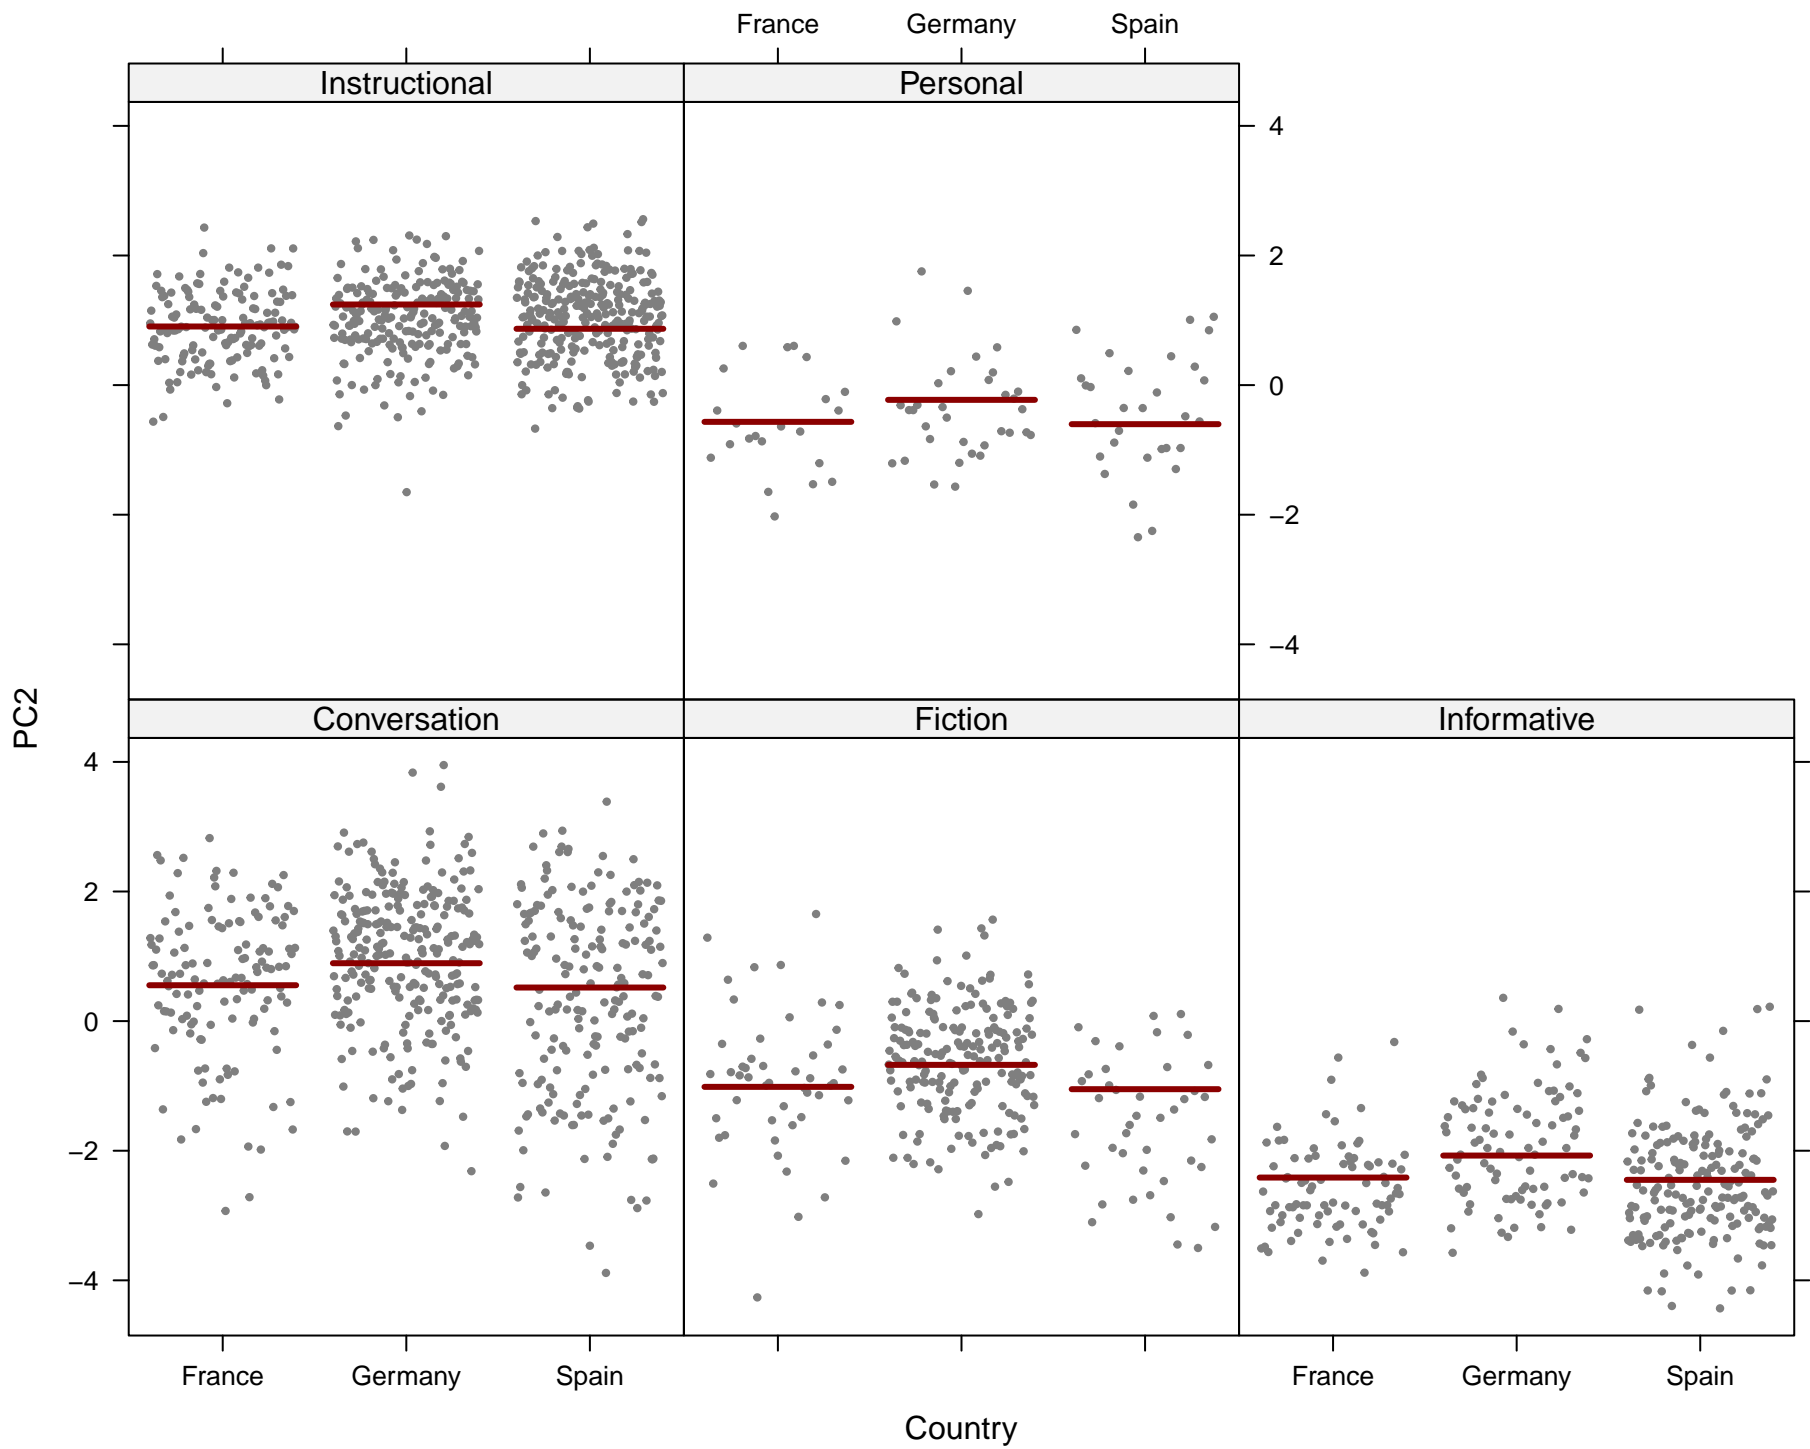 France Germany Spain
Instructional Personal
4
2
0
−2
−4
PC2
Conversation Fiction Informative
4
2
0
−2
−4
France Germany Spain France Germany Spain
Country